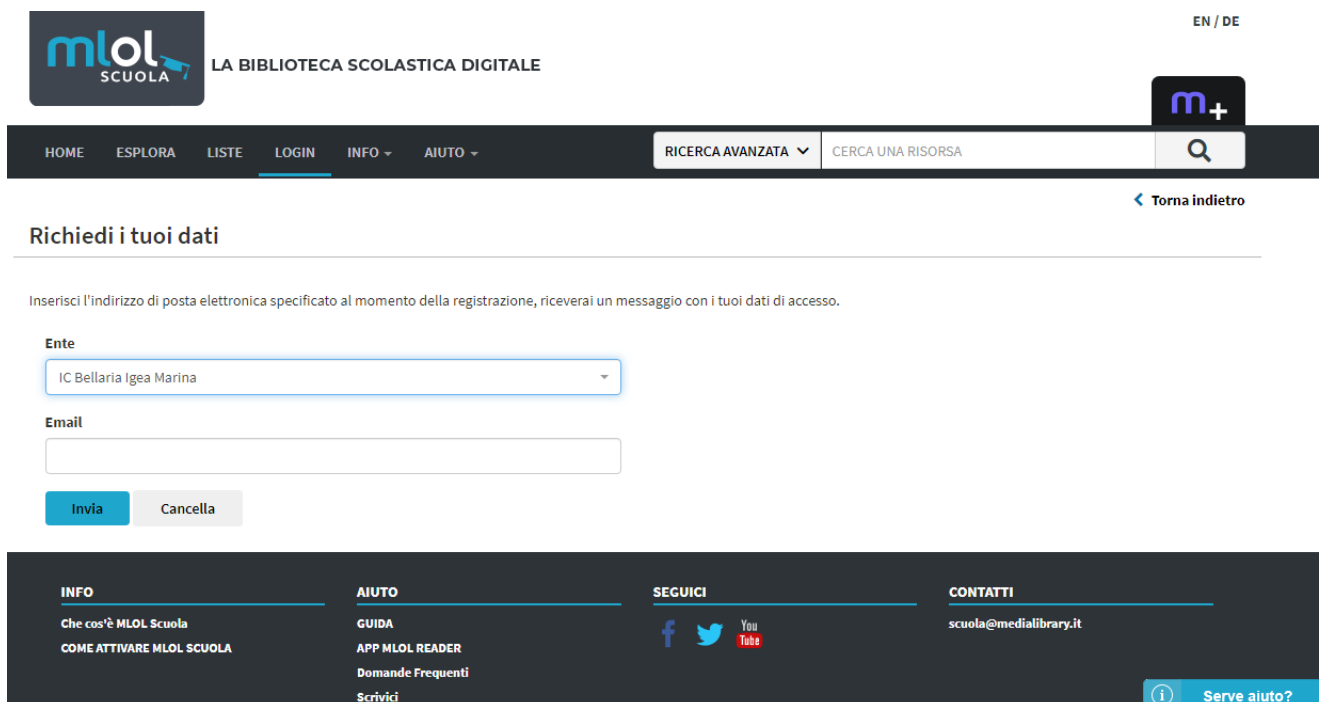 EN / DE
mlol
SCUOLA
LA BIBLIOTECA SCOLASTICA DIGITALE
m+
HOME ESPLORA LISTE LOGIN INFO AIUTO RICERCA AVANZATA CERCA UNA RISORSA
Torna indietro
Richiedi i tuoi dati
Inserisci l'indirizzo di posta elettronica specificato al momento della registrazione, riceverai un messaggio con i tuoi dati di accesso.
Ente
IC Bellaria Igea Marina
Email
Invia Cancella
INFO AIUTO SEGUICI CONTATTI
Che cos'è MLOL Scuola GUIDA You Tube scuola@medialibrary.it
COME ATTIVARE MLOL SCUOLA APP MLOL READER
Domande Frequenti
Scrivici Serve aiuto?